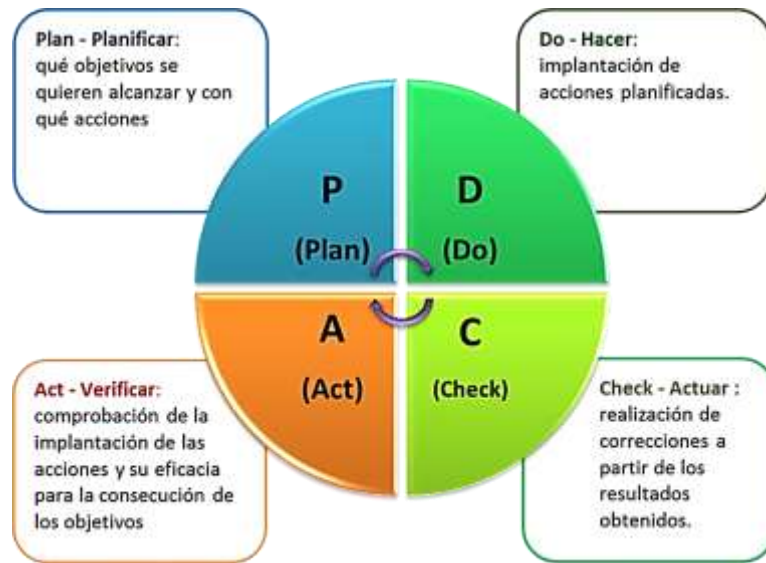 Plan - Planificar:
qué objetivos se
quieren alcanzar y con
qué acciones
Do - Hacer:
implantación de
acciones planificadas.
P
(Plan)
D
(Do)
A
(Act)
C
(Check)
Act - Verificar:
comprobación de la
implantación de las
acciones y su eficacia
para la consecución de
los objetivos
Check - Actuar :
realización de
correcciones a
partir de los
resultados
obtenidos.